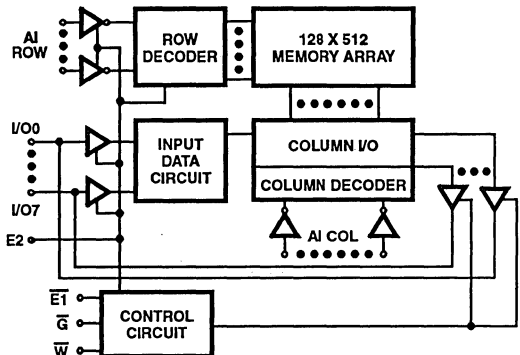 AI
ROW
ROW
DECODER
128 X 512
MEMORY ARRAY
I/O0
I/O7
INPUT
DATA
CIRCUIT
COLUMN I/O
COLUMN DECODER
AI COL
E2
E1
G
W
CONTROL
CIRCUIT